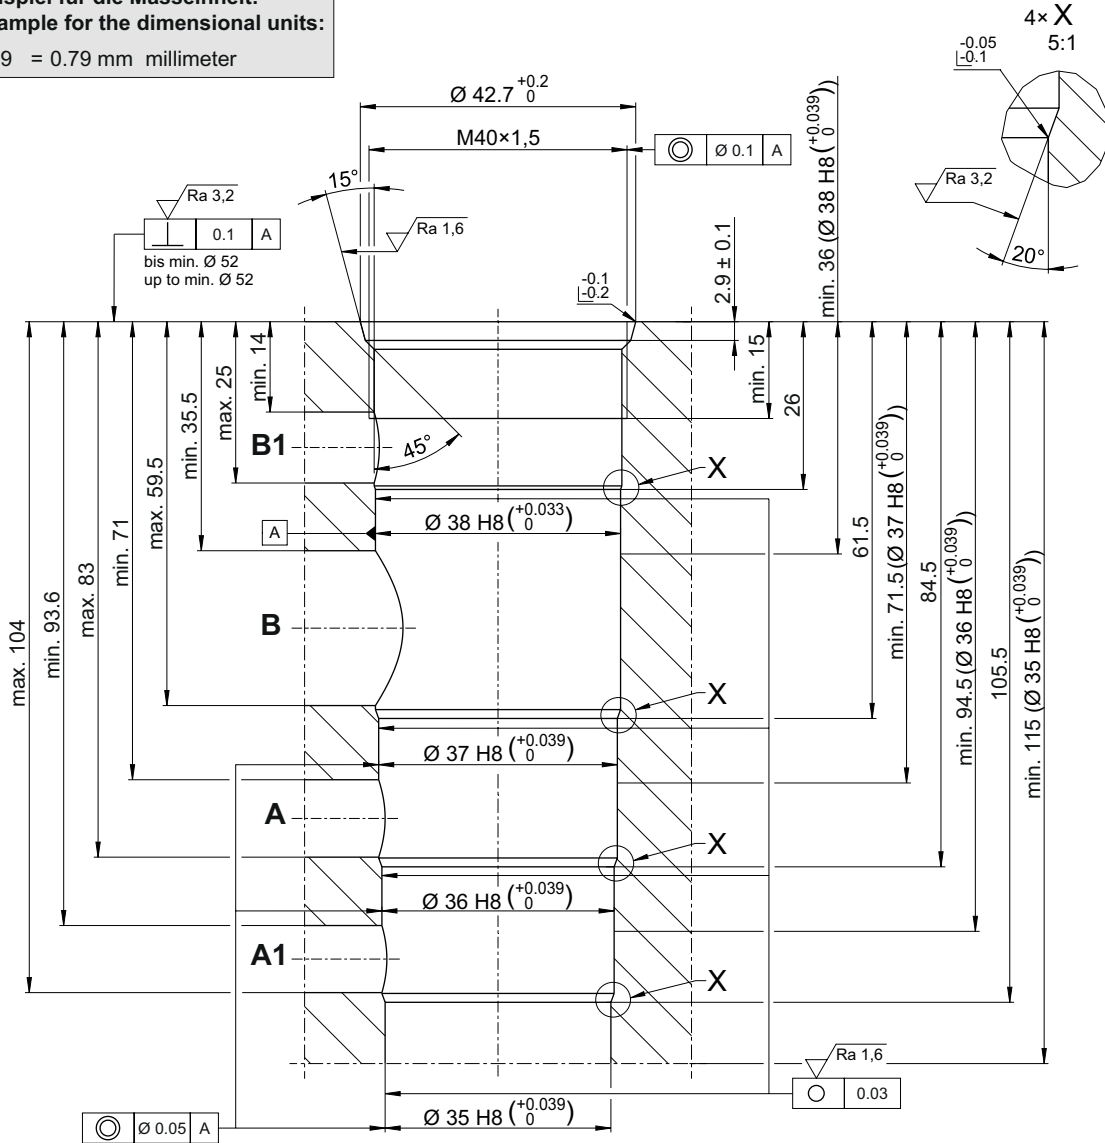 ample for the dimensional units:
9 = 0.79 mm millimeter
4× X
5:1
-0.05
-0.1
Ra 3,2
20°
Ø 42.7 +0.2 0
M40×1,5
Ø 0.1 A
15°
Ra 3,2
Ra 1,6
0.1 A
bis min. Ø 52
up to min. Ø 52
-0.1
-0.2
2.9 ± 0.1
min. 36 (Ø 38 H8 (+0.039 0))
min. 14
max. 25
min. 35.5
max. 59.5
min. 71
max. 83
min. 93.6
max. 104
min. 15
26
61.5
min. 71.5 (Ø 37 H8 (+0.039 0))
84.5
min. 94.5 (Ø 36 H8 (+0.039 0))
105.5
min. 115 (Ø 35 H8 (+0.039 0))
45°
B1
X
A
Ø 38 H8 (+0.033 0)
B
X
Ø 37 H8 (+0.039 0)
A
X
Ø 36 H8 (+0.039 0)
A1
X
Ra 1,6
0.03
Ø 0.05 A
Ø 35 H8 (+0.039 0)